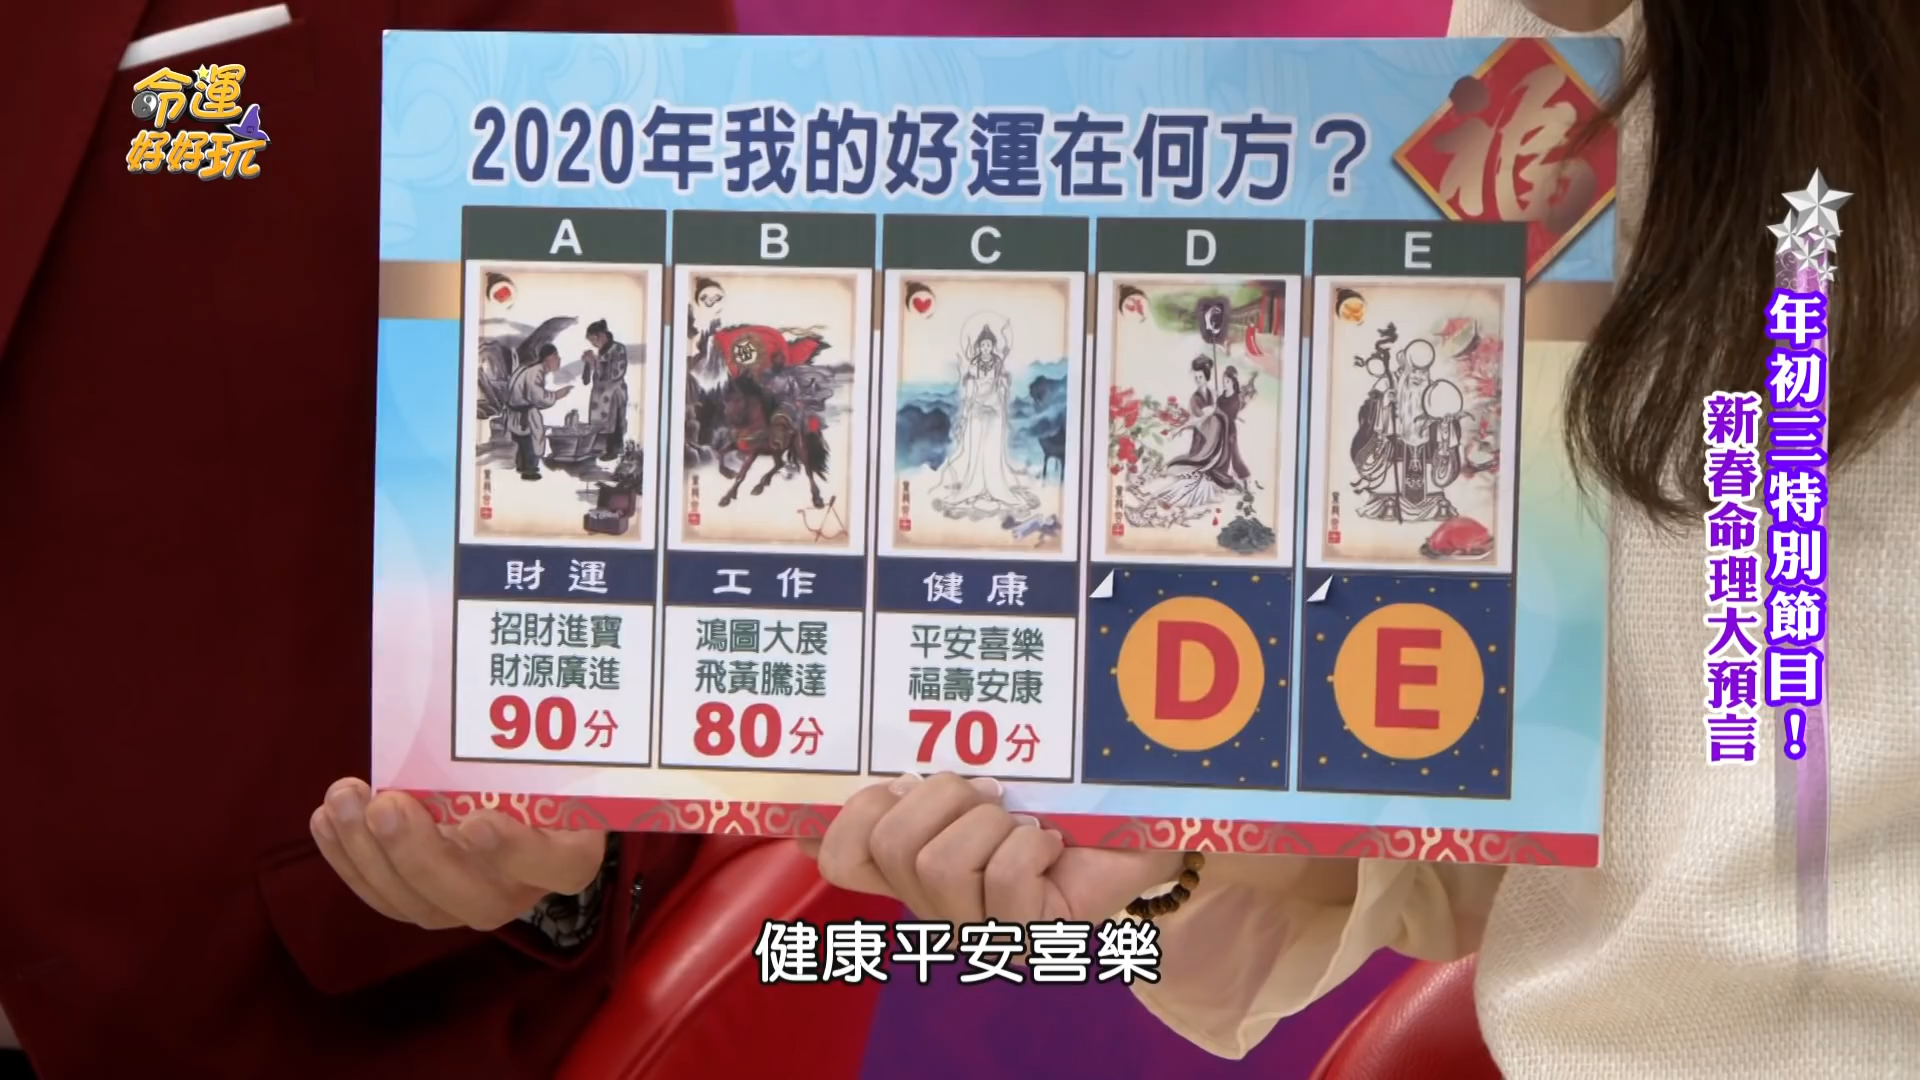 命運
好好玩
2020年我的好運在何方？
福
A
B
C
D
E
岳
財運
工作
健康
招財進寶
財源廣進
90分
鴻圖大展
飛黃騰達
80分
平安喜樂
福壽安康
70分
D
E
年初三特別節目！
新春命理大預言
健康平安喜樂